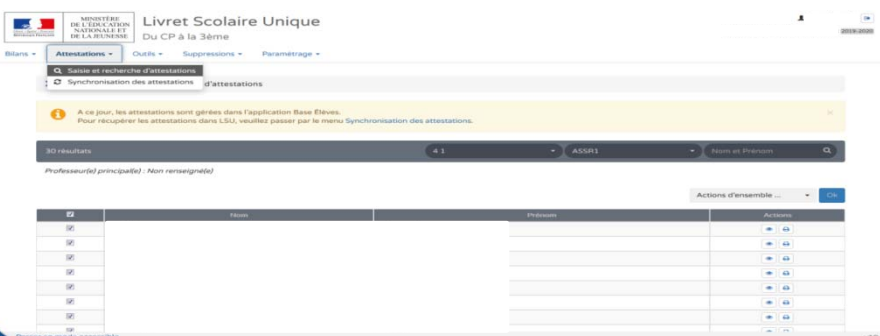 MINISTÈRE
DE L'ÉDUCATION
NATIONALE ET
DE LA JEUNESSE
Livret Scolaire Unique
Du CP à la 3ème
2019-2020
Bilans
Attestations
Outils
Suppressions
Paramétrage
Saisie et recherche d'attestations
Synchronisation des attestations
d'attestations
A ce jour, les attestations sont gérées dans l'application Base Élèves.
Pour récupérer les attestations dans LSU, veuillez passer par le menu Synchronisation des attestations.
30 résultats
4 1
ASSR1
Nom et Prénom
Professeur(e) principal(e) : Non renseigné(e)
Actions d'ensemble ...
Ok
Nom
Prénom
Actions